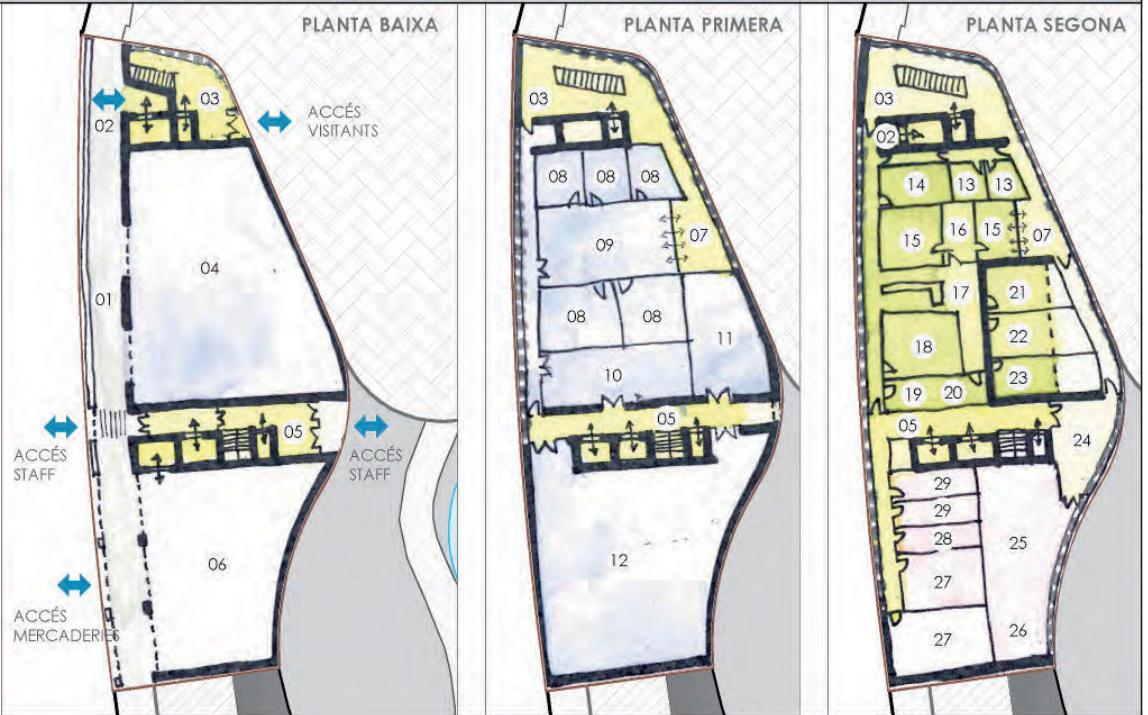 PLANTA BAIXA
03
02
ACCÉS
VISITANTS
04
01
ACCÉS
STAFF
05
ACCÉS
STAFF
06
ACCÉS
MERCADERIES
PLANTA PRIMERA
03
08 08 08
09 07
08 08
11
10
05
12
PLANTA SEGONA
03
02
14 13 13
15 16 15 07
17 21
18 22
23
19 20
05
24
29
29
28 25
27
27 26